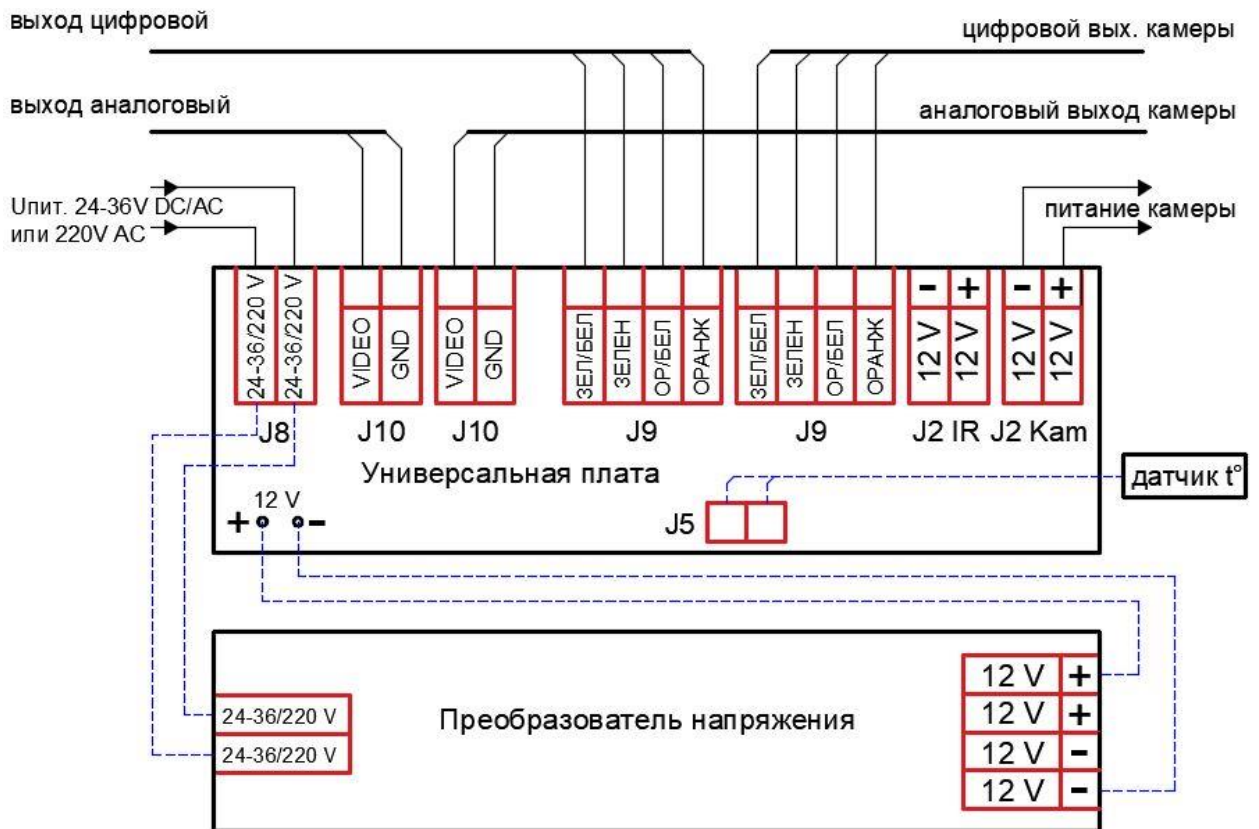 выход цифровой
цифровой вых. камеры
выход аналоговый
аналоговый выход камеры
Uпит. 24-36V DC/AC
или 220V AC
питание камеры
24-36/220 V
24-36/220 V
VIDEO
GND
VIDEO
GND
ЗЕЛ/БЕЛ
ЗЕЛЕН
ОР/БЕЛ
ОРАНЖ
ЗЕЛ/БЕЛ
ЗЕЛЕН
ОР/БЕЛ
ОРАНЖ
- +
12 V
12 V
- +
12 V
12 V
J8 J10 J10 J9 J9 J2 IR J2 Kam
Универсальная плата
датчик t°
12 V
+ -
J5
12 V +
24-36/220 V
Преобразователь напряжения
12 V +
24-36/220 V
12 V -
12 V -